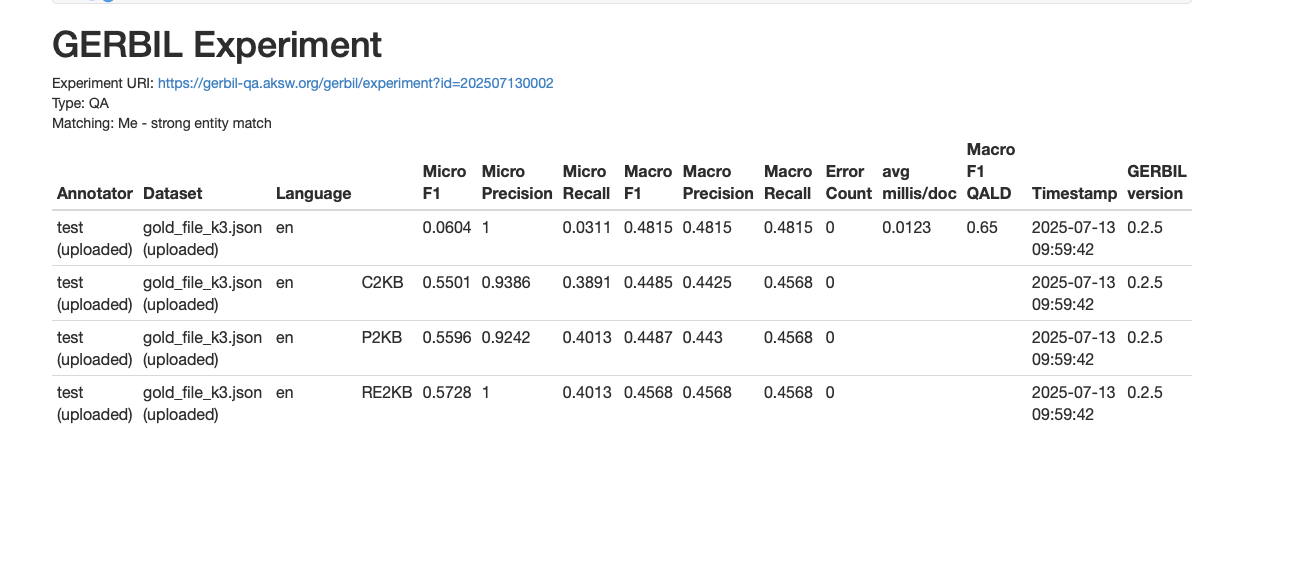 GERBIL Experiment
Experiment URI: https://gerbil-qa.aksw.org/gerbil/experiment?id=202507130002
Type: QA
Matching: Me - strong entity match
Annotator Dataset Language Micro F1 Micro Precision Micro Recall Macro F1 Macro Precision Macro Recall Error Count avg millis/doc Macro F1 QALD Timestamp GERBIL version
test (uploaded) gold_file_k3.json (uploaded) en 0.0604 1 0.0311 0.4815 0.4815 0.4815 0 0.0123 0.65 2025-07-13 09:59:42 0.2.5
test (uploaded) gold_file_k3.json (uploaded) en C2KB 0.5501 0.9386 0.3891 0.4485 0.4425 0.4568 0 2025-07-13 09:59:42 0.2.5
test (uploaded) gold_file_k3.json (uploaded) en P2KB 0.5596 0.9242 0.4013 0.4487 0.443 0.4568 0 2025-07-13 09:59:42 0.2.5
test (uploaded) gold_file_k3.json (uploaded) en RE2KB 0.5728 1 0.4013 0.4568 0.4568 0.4568 0 2025-07-13 09:59:42 0.2.5